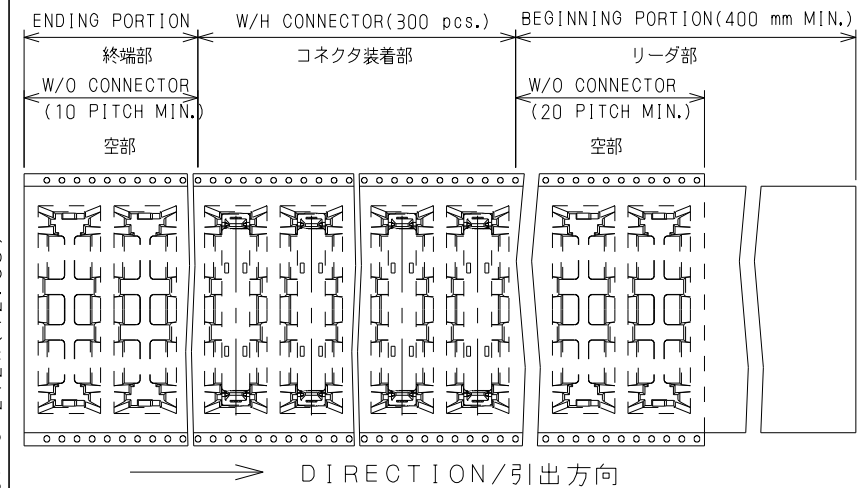 ENDING PORTION
W/H CONNECTOR(300 pcs.)
BEGINNING PORTION(400 mm MIN.)
終端部
コネクタ装着部
リーダ部
W/O CONNECTOR
(10 PITCH MIN.)
空部
W/O CONNECTOR
(20 PITCH MIN.)
空部
DIRECTION/引出方向